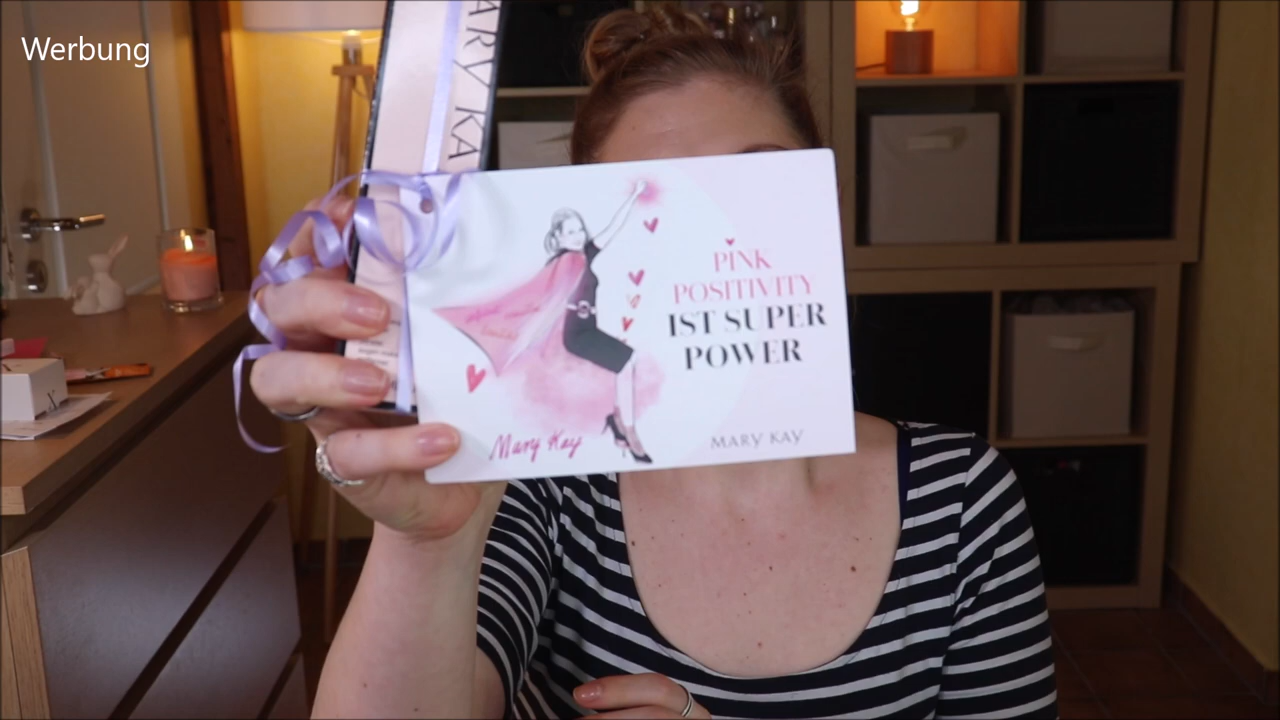 Werbung
MARY KA
PINK
POSITIVITY
IST SUPER
POWER
Mary Kay
MARY KAY